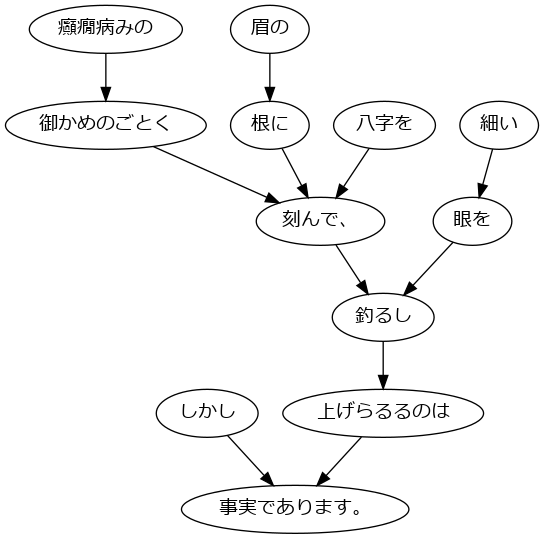 癲癇病みの
眉の
御かめのごとく
根に
八字を
細い
刻んで、
眼を
釣るし
しかし
上げらるるのは
事実であります。